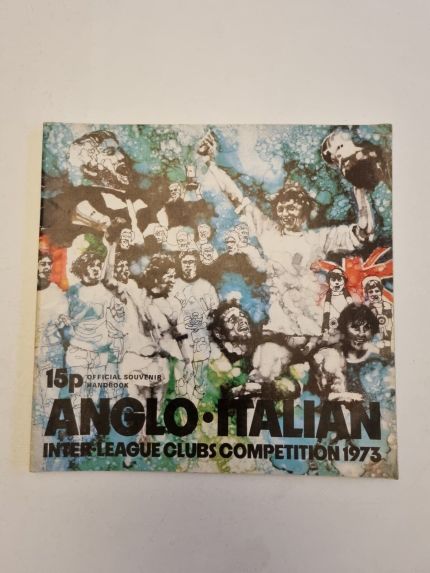 15p OFFICIAL SOUVENIR
HANDBOOK
ANGLO·ITALIAN
INTER-LEAGUE CLUBS COMPETITION 1973